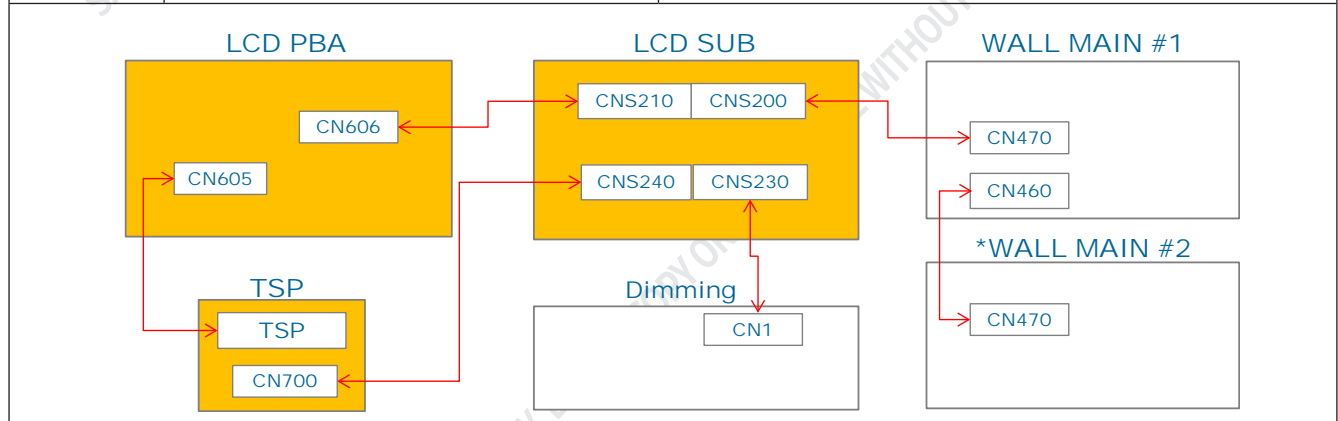 LCD PBA
LCD SUB
WALL MAIN #1
CNS210
CNS200
CN606
CN470
CN605
CNS240
CNS230
CN460
*WALL MAIN #2
TSP
Dimming
TSP
CN1
CN470
CN700